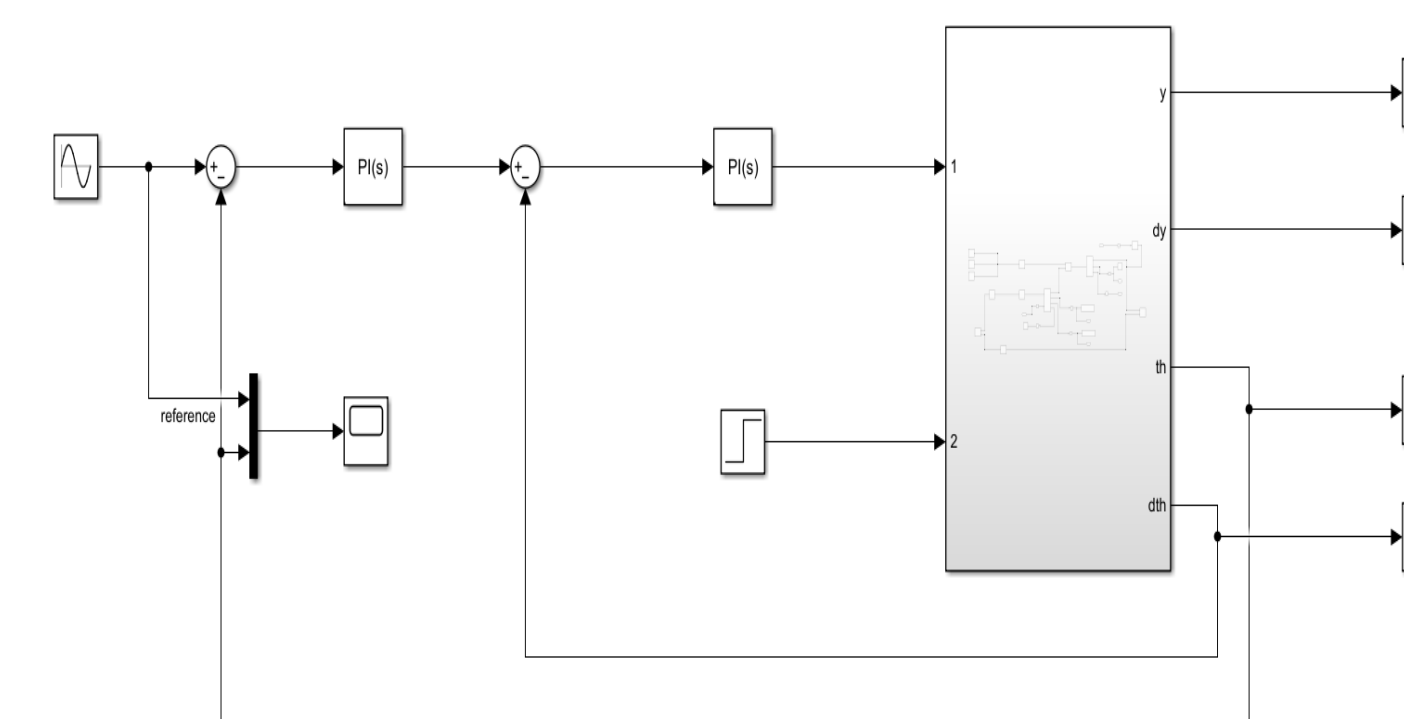 y
+
−
PI(s)
+
−
PI(s)
1
dy
th
reference
2
dth